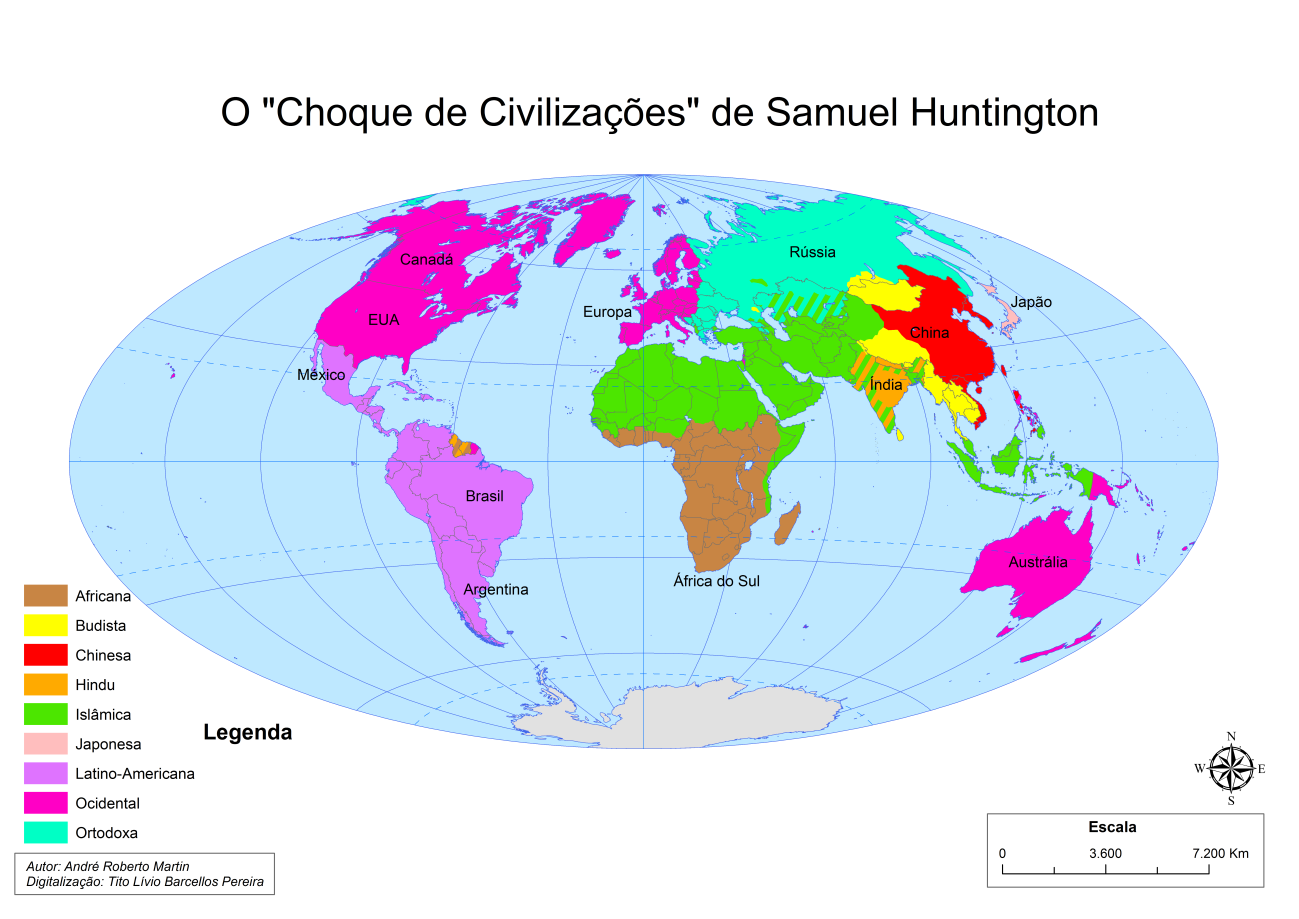 O "Choque de Civilizações" de Samuel Huntington
Canadá
Rússia
EUA
Europa
Japão
China
México
Índia
Brasil
Austrália
Argentina
África do Sul
Africana
Budista
Chinesa
Hindu
Islâmica
Japonesa
Latino-Americana
Ocidental
Ortodoxa
Legenda
N
W
E
S
Escala
0 3.600 7.200 Km
Autor: André Roberto Martin
Digitalização: Tito Lívio Barcellos Pereira